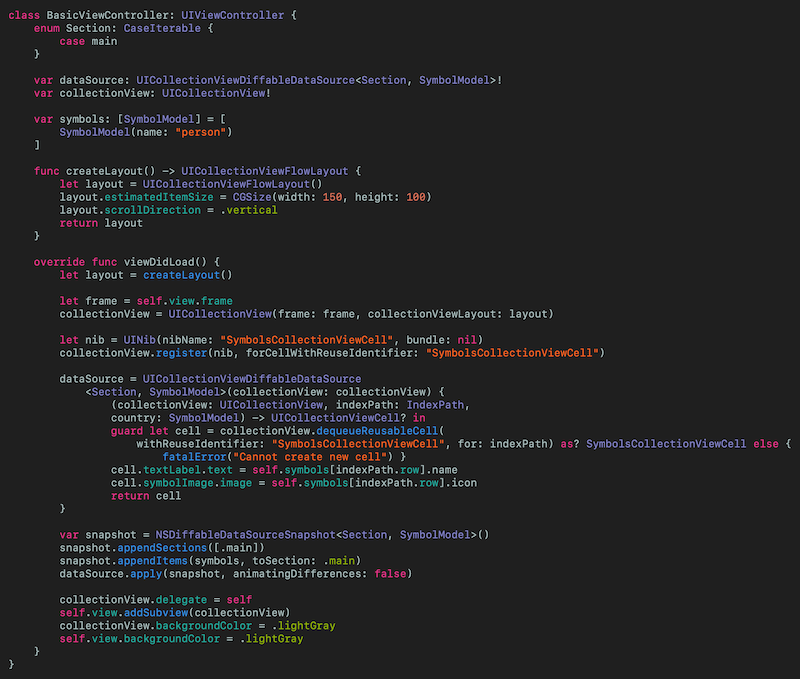 class BasicViewController: UIViewController {
    enum Section: CaseIterable {
        case main
    }

    var dataSource: UICollectionViewDiffableDataSource<Section, SymbolModel>!
    var collectionView: UICollectionView!

    var symbols: [SymbolModel] = [
        SymbolModel(name: "person")
    ]

    func createLayout() -> UICollectionViewFlowLayout {
        let layout = UICollectionViewFlowLayout()
        layout.estimatedItemSize = CGSize(width: 150, height: 100)
        layout.scrollDirection = .vertical
        return layout
    }

    override func viewDidLoad() {
        let layout = createLayout()

        let frame = self.view.frame
        collectionView = UICollectionView(frame: frame, collectionViewLayout: layout)

        let nib = UINib(nibName: "SymbolsCollectionViewCell", bundle: nil)
        collectionView.register(nib, forCellWithReuseIdentifier: "SymbolsCollectionViewCell")

        dataSource = UICollectionViewDiffableDataSource
            <Section, SymbolModel>(collectionView: collectionView) {
                (collectionView: UICollectionView, indexPath: IndexPath,
                country: SymbolModel) -> UICollectionViewCell? in
                guard let cell = collectionView.dequeueReusableCell(
                    withReuseIdentifier: "SymbolsCollectionViewCell", for: indexPath) as? SymbolsCollectionViewCell else {
                        fatalError("Cannot create new cell") }
                cell.textLabel.text = self.symbols[indexPath.row].name
                cell.symbolImage.image = self.symbols[indexPath.row].icon
                return cell
        }

        var snapshot = NSDiffableDataSourceSnapshot<Section, SymbolModel>()
        snapshot.appendSections([.main])
        snapshot.appendItems(symbols, toSection: .main)
        dataSource.apply(snapshot, animatingDifferences: false)

        collectionView.delegate = self
        self.view.addSubview(collectionView)
        collectionView.backgroundColor = .lightGray
        self.view.backgroundColor = .lightGray
    }
}